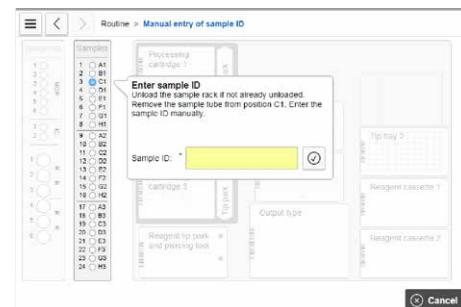 Routine > Manual entry of sample ID
Samples
Processing
cartridge 1
1 A1
2 B1
3 C1
4 D1
5 E1
6 F1
7 G1
8 H1
9 A2
10 B2
11 C2
12 D2
13 E2
14 F2
15 G2
16 H2
17 A3
18 B3
19 C3
20 D3
21 E3
22 F3
23 G3
24 H3
Enter sample ID
Unload the sample rack if not already unloaded.
Remove the sample tube from position C1. Enter the
sample ID manually.
Sample ID: *
Tip tray 2
cartridge 3
Tip park
Reagent cassette 1
Output type
Reagent tip park
and piercing tool
Reagent cassette 2
Cancel